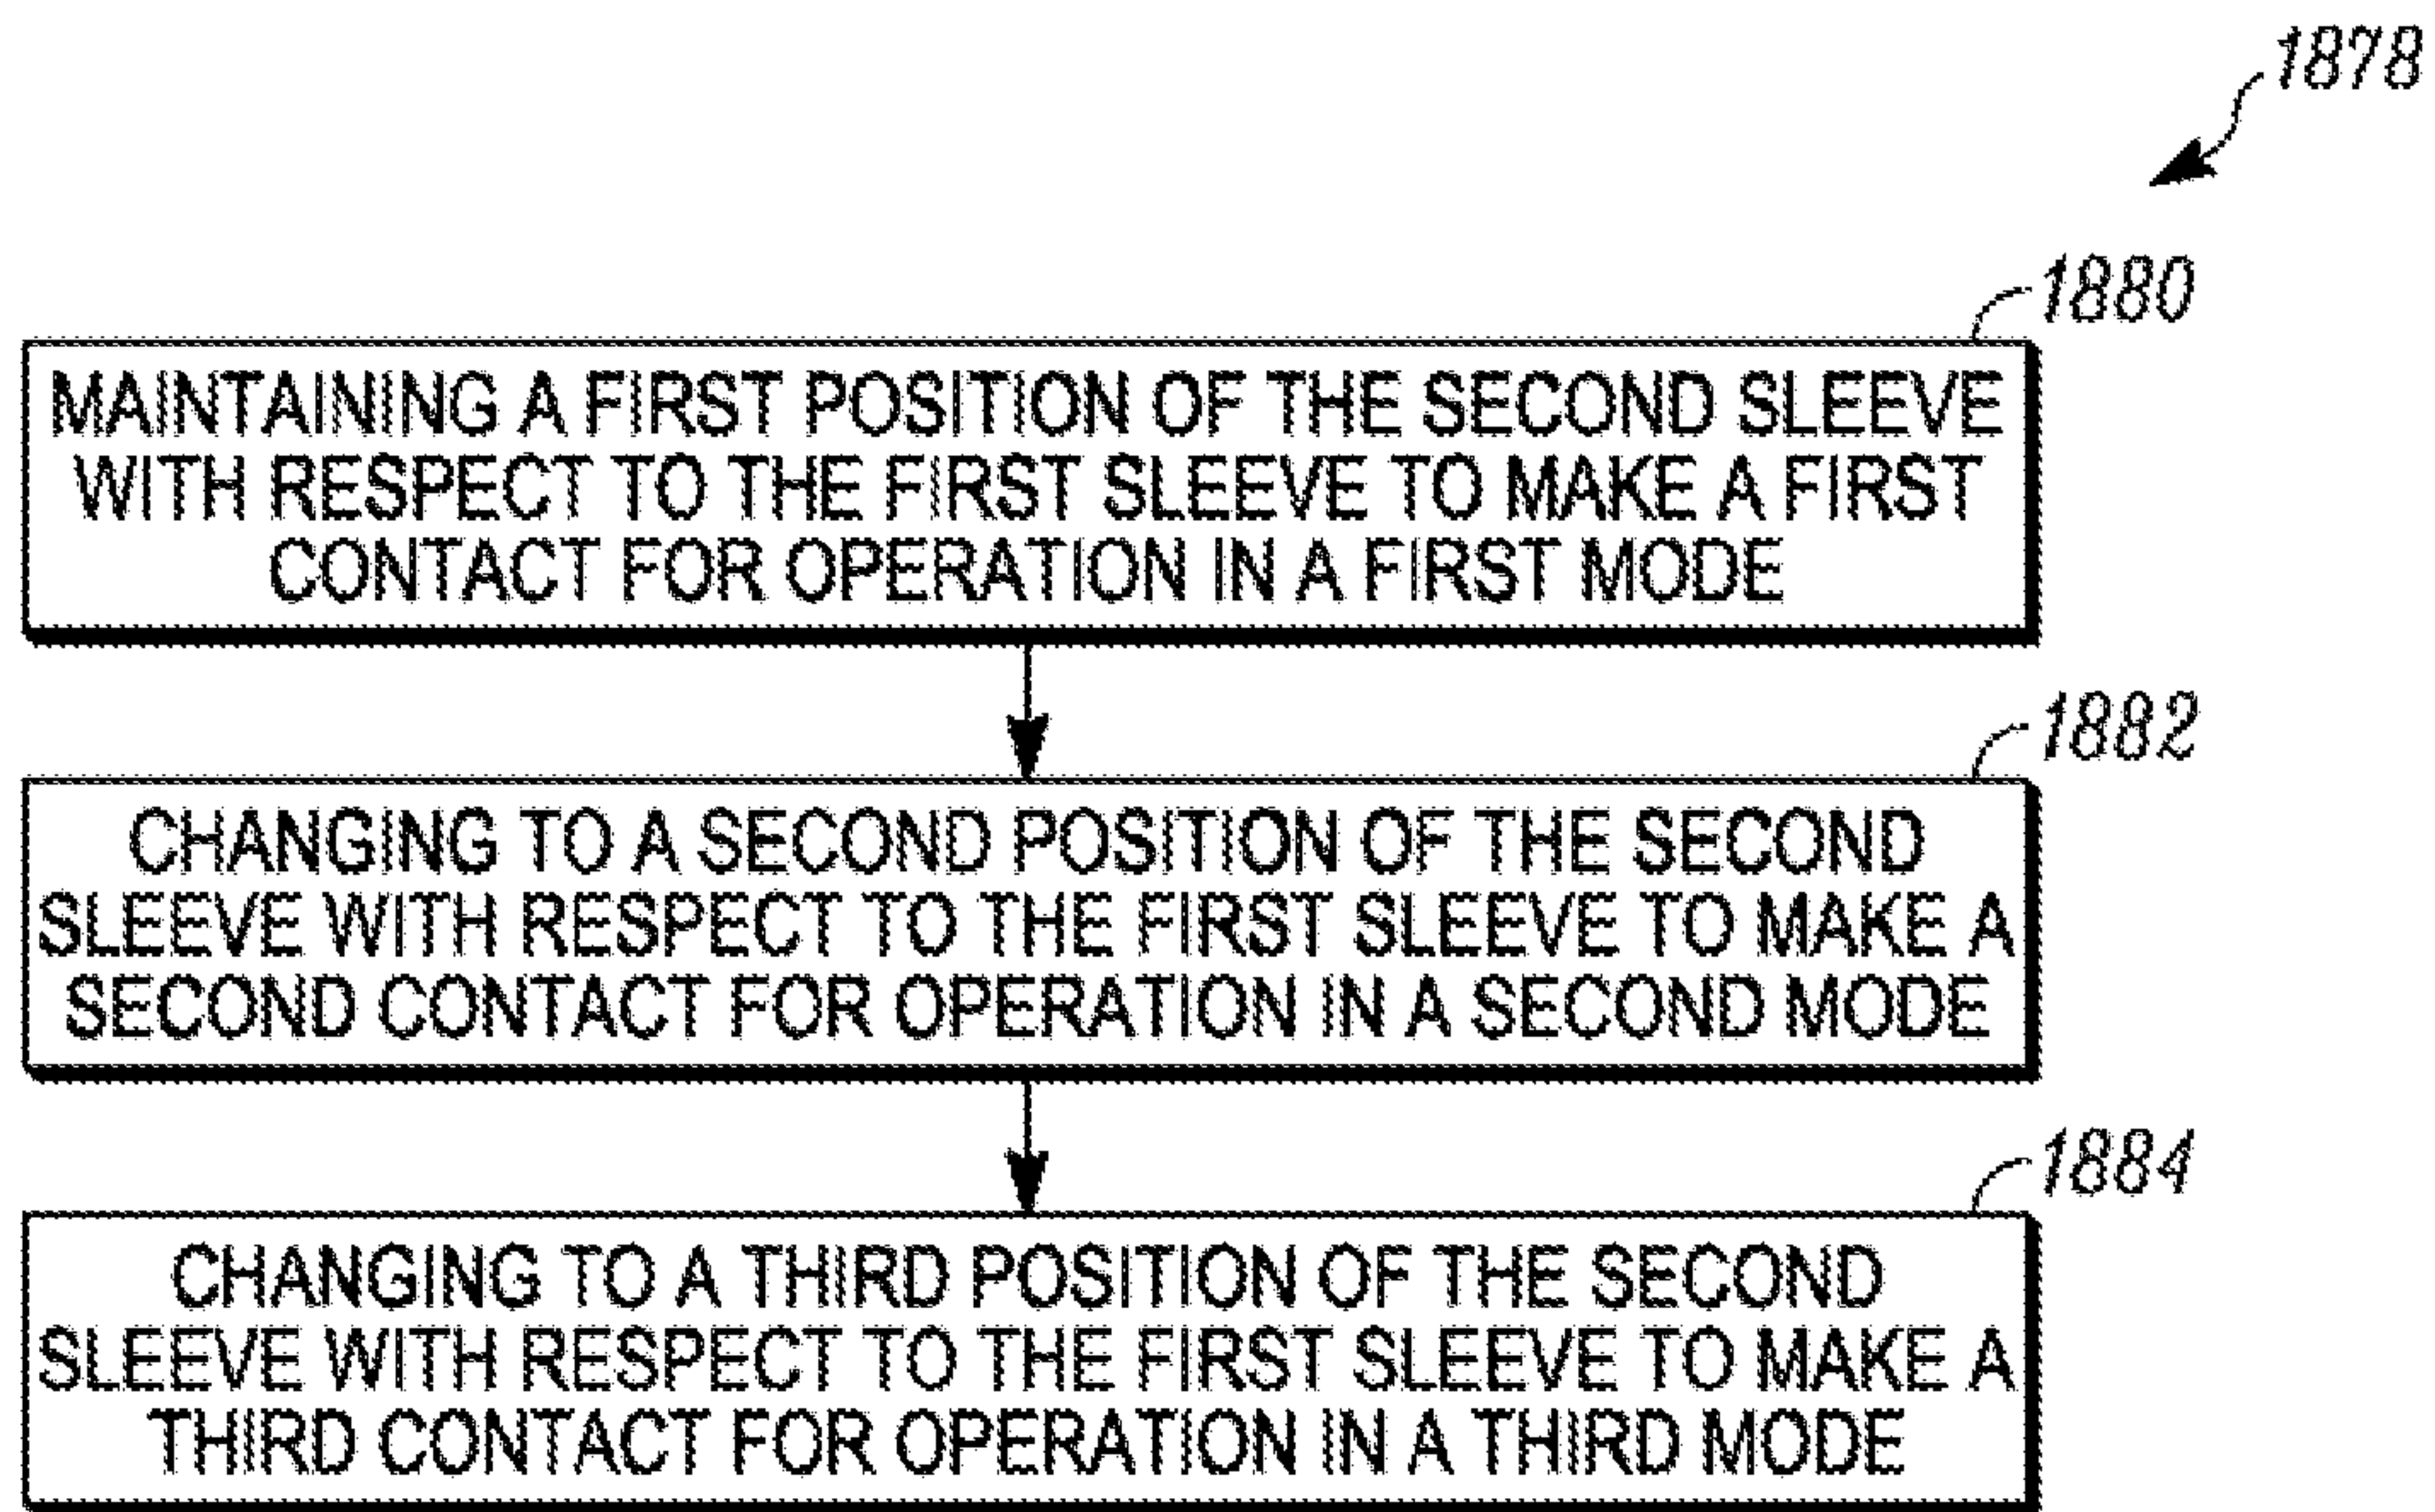 1878
1880
MAINTAINING A FIRST POSITION OF THE SECOND SLEEVE
WITH RESPECT TO THE FIRST SLEEVE TO MAKE A FIRST
CONTACT FOR OPERATION IN A FIRST MODE
1882
CHANGING TO A SECOND POSITION OF THE SECOND
SLEEVE WITH RESPECT TO THE FIRST SLEEVE TO MAKE A
SECOND CONTACT FOR OPERATION IN A SECOND MODE
1884
CHANGING TO A THIRD POSITION OF THE SECOND
SLEEVE WITH RESPECT TO THE FIRST SLEEVE TO MAKE A
THIRD CONTACT FOR OPERATION IN A THIRD MODE